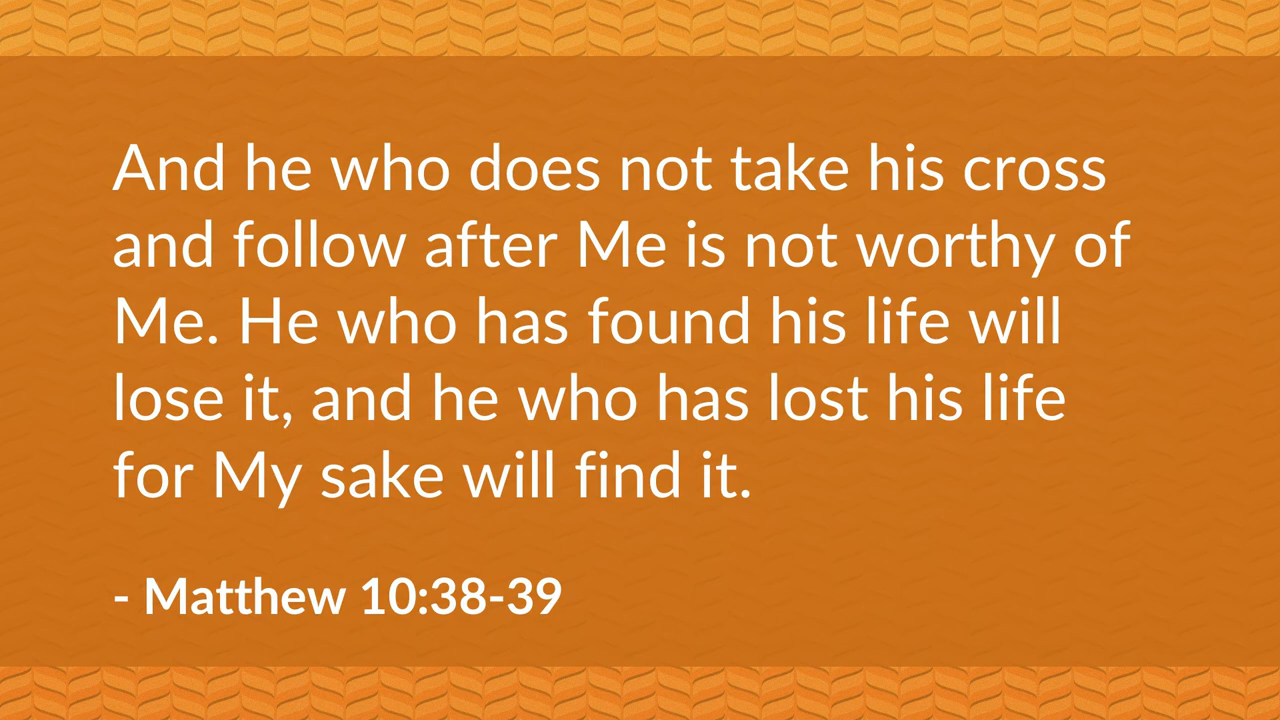 And he who does not take his cross
and follow after Me is not worthy of
Me. He who has found his life will
lose it, and he who has lost his life
for My sake will find it.
- Matthew 10:38-39